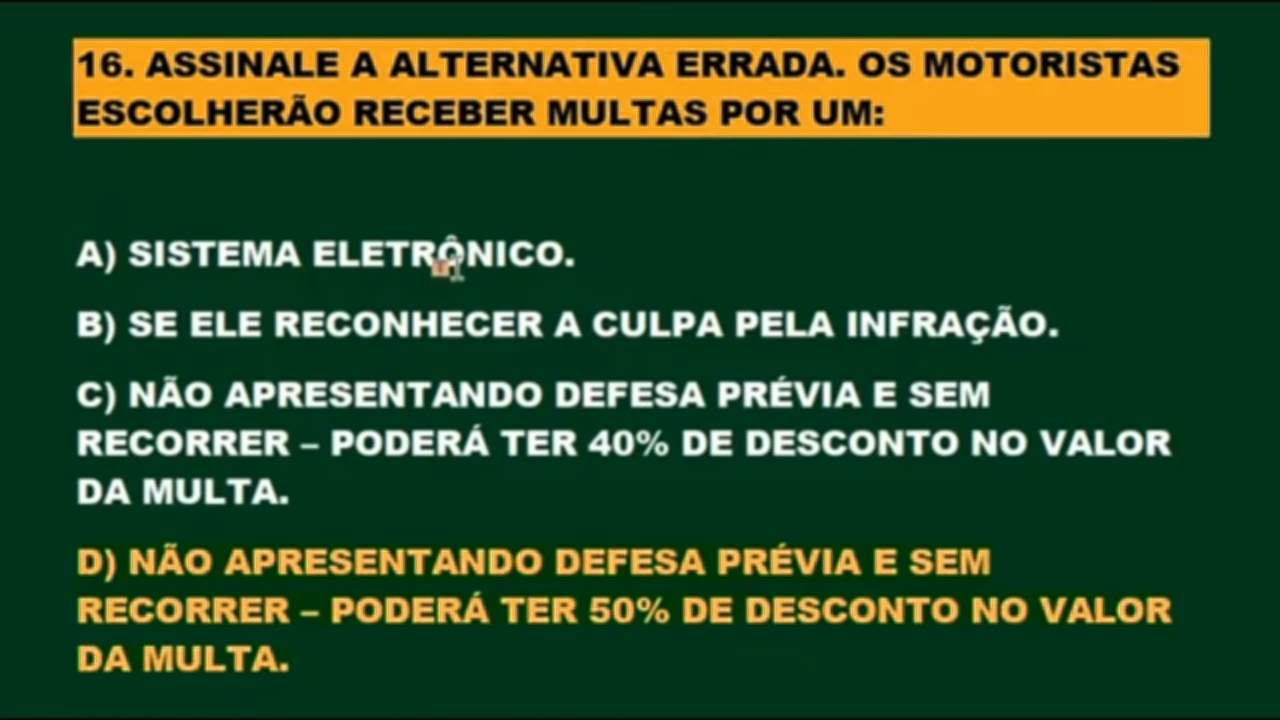 16. ASSINALE A ALTERNATIVA ERRADA. OS MOTORISTAS
ESCOLHERÃO RECEBER MULTAS POR UM:
A) SISTEMA ELETRÔNICO.
B) SE ELE RECONHECER A CULPA PELA INFRAÇÃO.
C) NÃO APRESENTANDO DEFESA PRÉVIA E SEM
RECORRER – PODERÁ TER 40% DE DESCONTO NO VALOR
DA MULTA.
D) NÃO APRESENTANDO DEFESA PRÉVIA E SEM
RECORRER – PODERÁ TER 50% DE DESCONTO NO VALOR
DA MULTA.